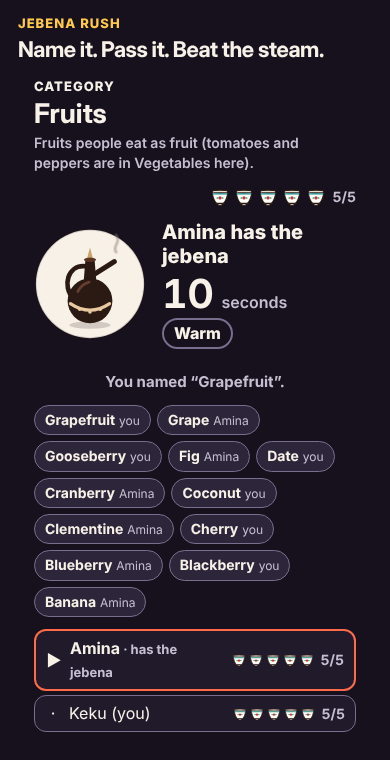 JEBENA RUSH
Name it. Pass it. Beat the steam.
CATEGORY
Fruits
Fruits people eat as fruit (tomatoes and
peppers are in Vegetables here).
5/5
Amina has the
jebena
10 seconds
Warm
You named “Grapefruit”.
Grapefruit you Grape Amina
Gooseberry you Fig Amina Date you
Cranberry Amina Coconut you
Clementine Amina Cherry you
Blueberry Amina Blackberry you
Banana Amina
Amina · has the
jebena
5/5
· Keku (you) 5/5